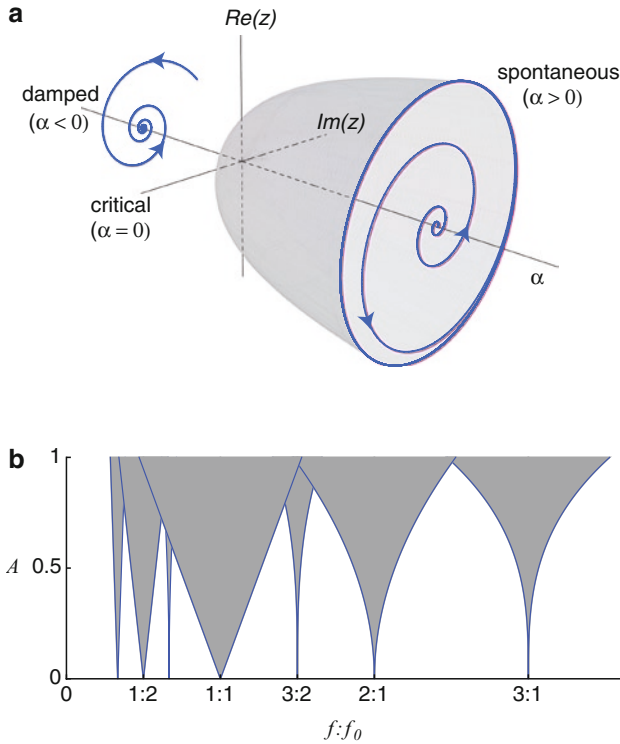 a
Re(z)
damped
(α < 0)
Im(z)
spontaneous
(α > 0)
critical
(α = 0)
α
b
1
A
0.5
0
0
1:2
1:1
3:2
2:1
3:1
f:f₀